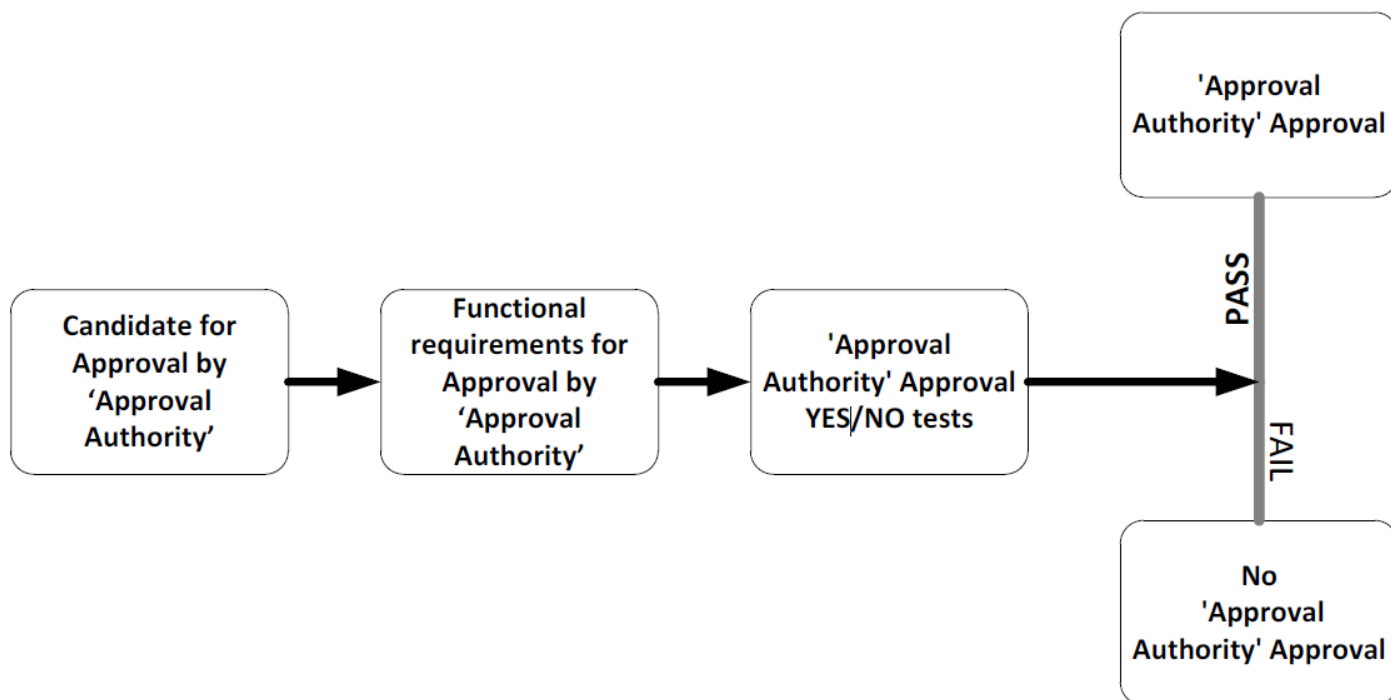 'Approval
Authority' Approval
PASS
Candidate for
Approval by
‘Approval
Authority’
Functional
requirements for
Approval by
‘Approval
Authority’
'Approval
Authority' Approval
YES/NO tests
FAIL
No
'Approval
Authority' Approval